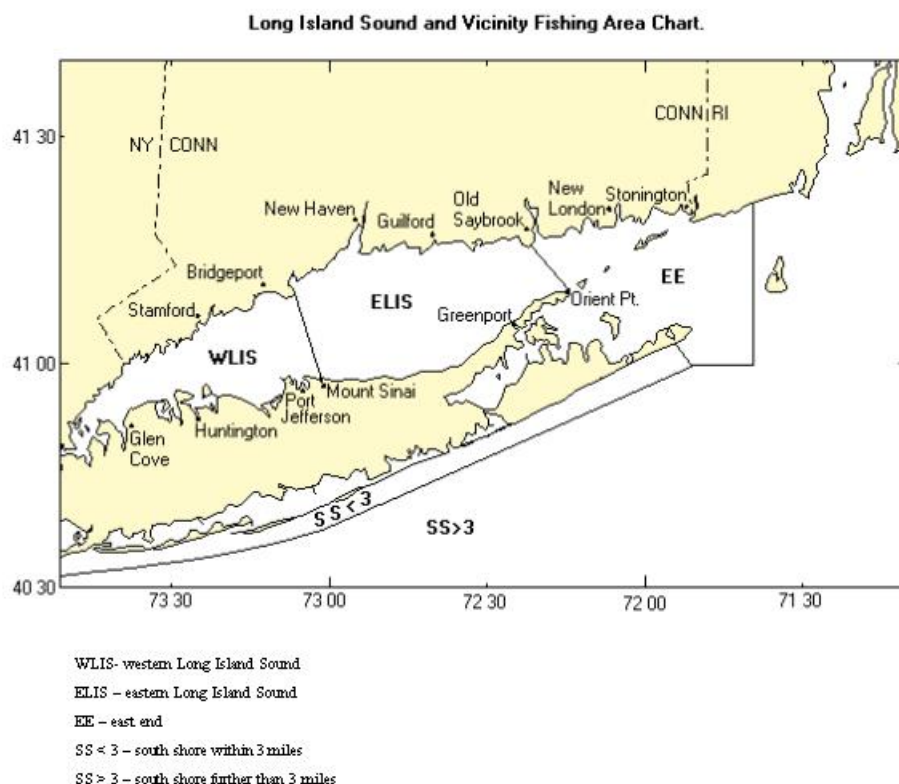 Long Island Sound and Vicinity Fishing Area Chart.
41 30
NY CONN
CONN RI
New Haven
Guilford
Old
Saybrook
New
London
Stonington
Bridgeport
Stamford
ELIS
EE
Orient Pt.
Greenport
41 00
WLIS
Mount Sinai
Port
Jefferson
Huntington
Glen
Cove
SS < 3
SS>3
40 30
73 30
73 00
72 30
72 00
71 30
WLIS- western Long Island Sound
ELIS – eastern Long Island Sound
EE – east end
SS < 3 – south shore within 3 miles
SS > 3 – south shore further than 3 miles